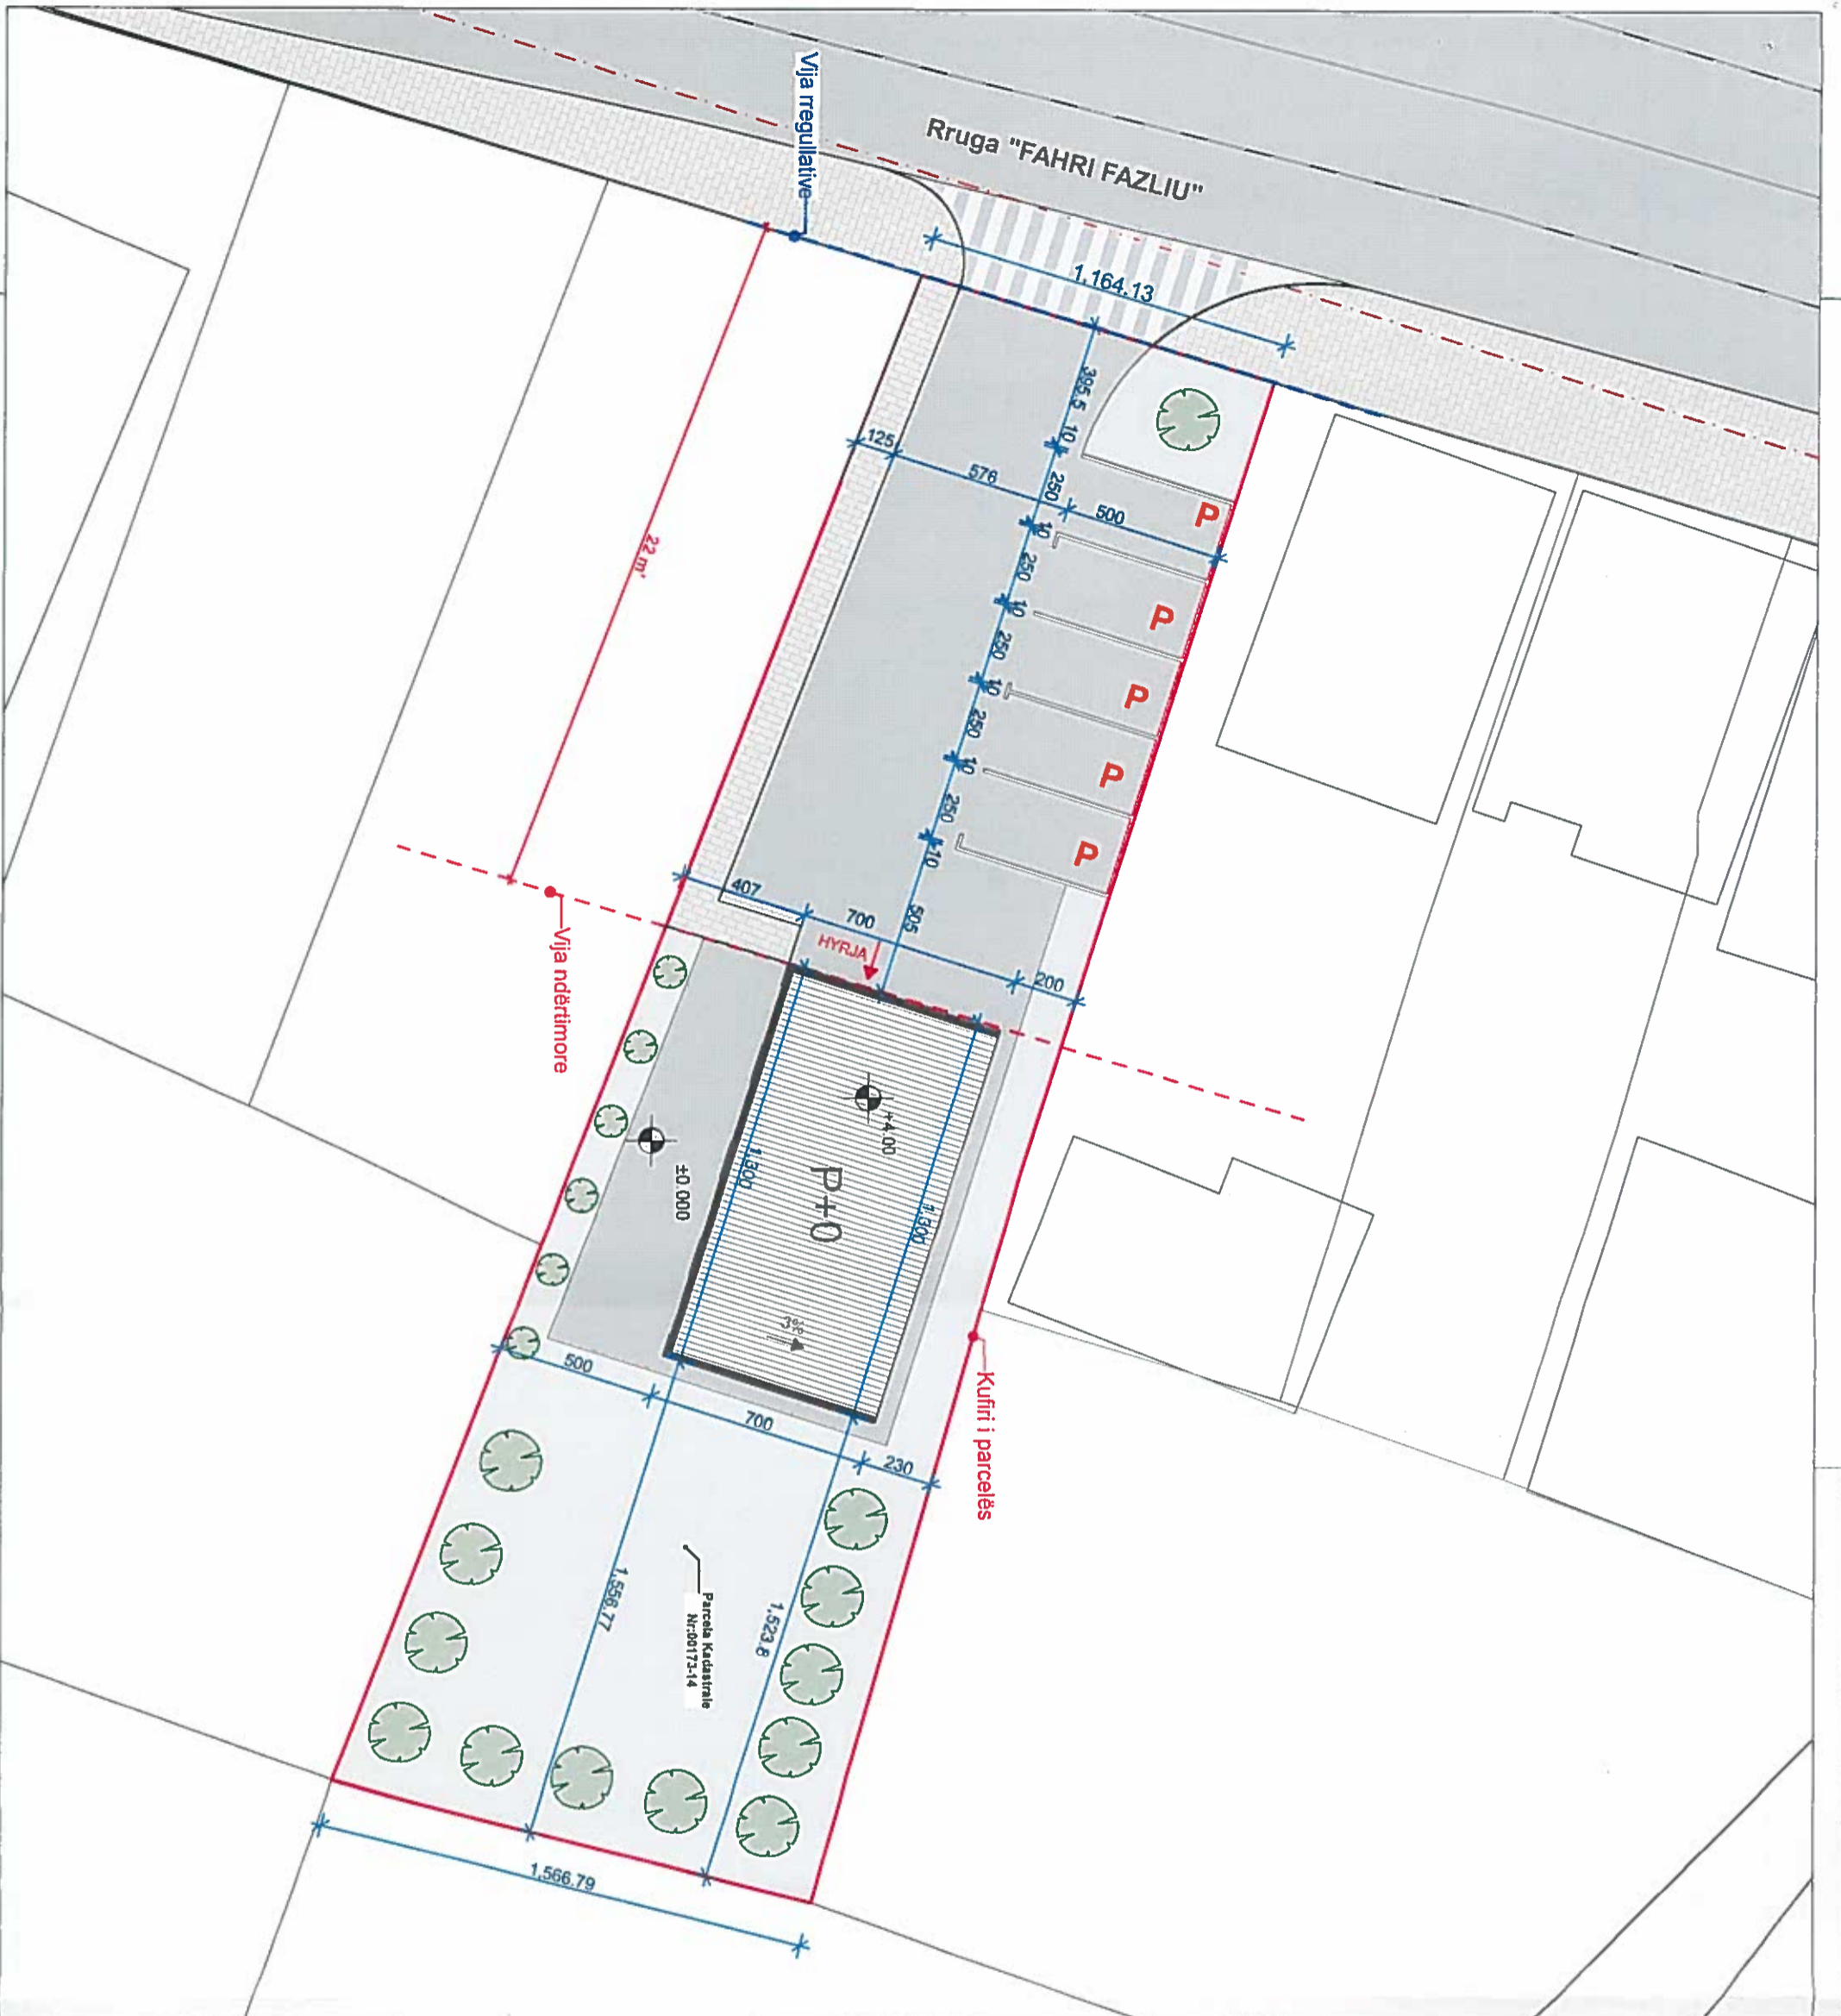 Rruga "FAHRI FAZLIU"
Vija rregullative
1,164.13
395.5
10
125
576
250
500
P
10
250
P
10
22 m'
250
P
10
250
P
10
250
P
10
407
700
505
HYRJA
200
Vija ndërtimore
+4.00
±0.000
1,300
P+0
1,300
3%
500
700
230
Kufiri i parcelës
1,556.77
1,523.8
Parcela Kadastrale
Nr:00173-14
1,566.79